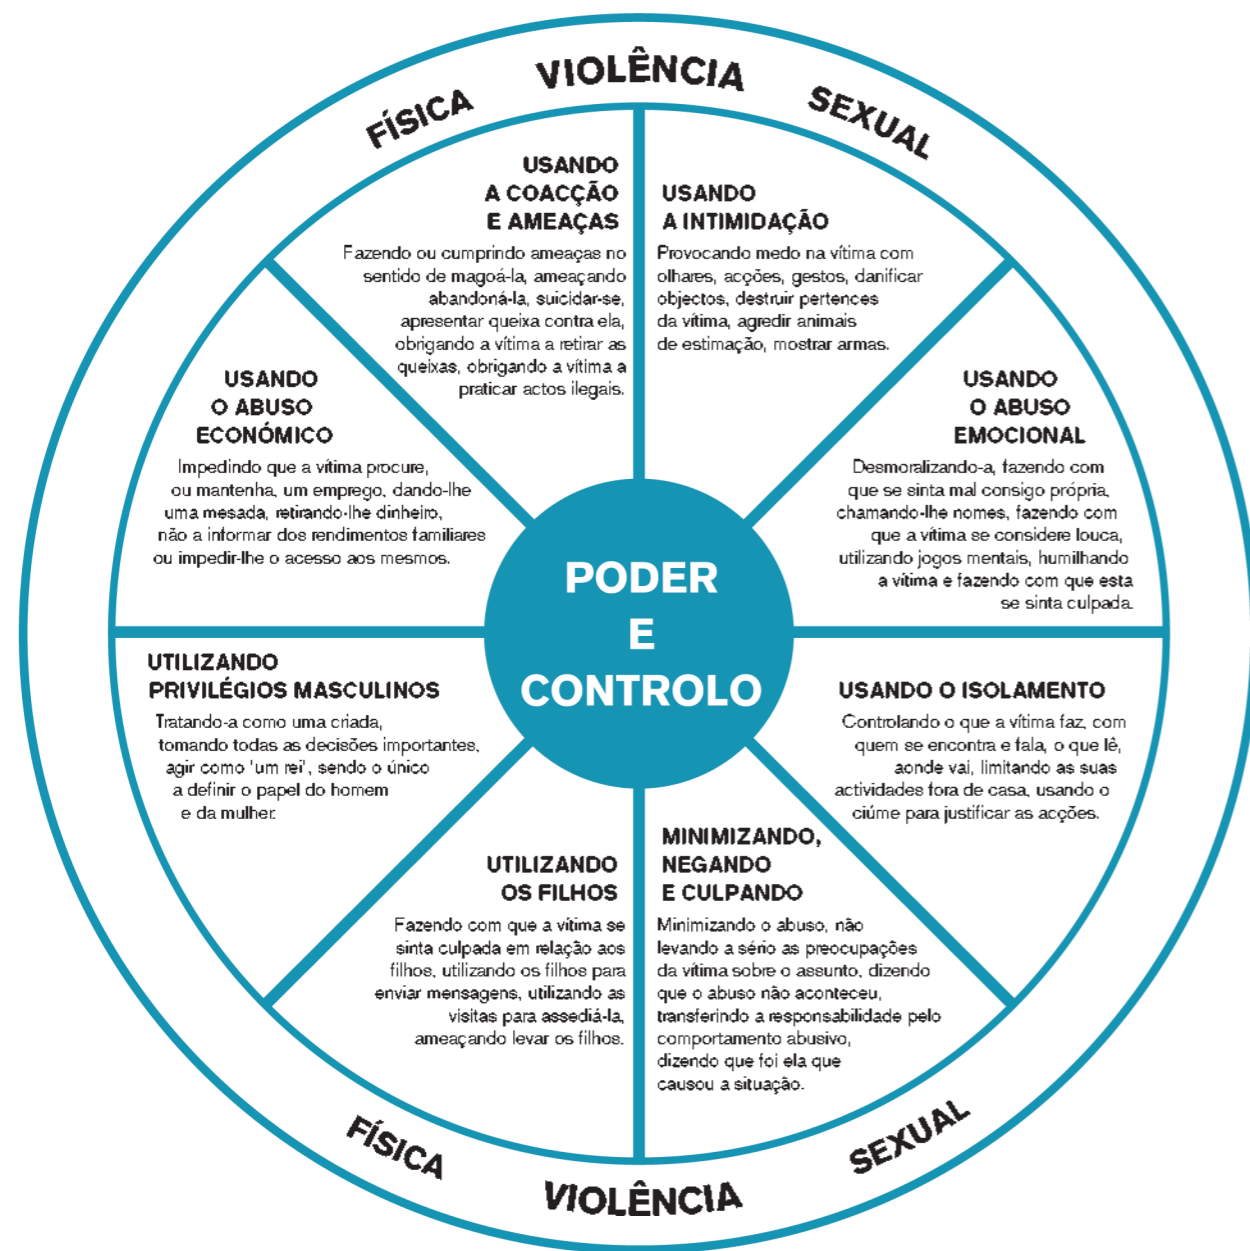 FÍSICA
VIOLÊNCIA
SEXUAL
USANDO
A COACÇÃO
E AMEAÇAS
Fazendo ou cumprindo ameaças no
sentido de magoá-la, ameaçando
abandoná-la, suicidar-se,
apresentar queixa contra ela,
obrigando a vítima a retirar as
queixas, obrigando a vítima a
praticar actos ilegais.
USANDO
A INTIMIDAÇÃO
Provocando medo na vítima com
olhares, acções, gestos, danificar
objectos, destruir pertences
da vítima, agredir animais
de estimação, mostrar armas.
USANDO
O ABUSO
EMOCIONAL
Desmoralizando-a, fazendo com
que se sinta mal consigo própria,
chamando-lhe nomes, fazendo com
que a vítima se considere louca,
utilizando jogos mentais, humilhando
a vítima e fazendo com que esta
se sinta culpada.
USANDO O ISOLAMENTO
Controlando o que a vítima faz, com
quem se encontra e fala, o que lê,
aonde vai, limitando as suas
actividades fora de casa, usando o
ciúme para justificar as acções.
MINIMIZANDO,
NEGANDO
E CULPANDO
Minimizando o abuso, não
levando a sério as preocupações
da vítima sobre o assunto, dizendo
que o abuso não aconteceu,
transferindo a responsabilidade pelo
comportamento abusivo,
dizendo que foi ela que
causou a situação.
UTILIZANDO
OS FILHOS
Fazendo com que a vítima se
sinta culpada em relação aos
filhos, utilizando os filhos para
enviar mensagens, utilizando as
visitas para assediá-la,
ameaçando levar os filhos.
UTILIZANDO
PRIVILÉGIOS MASCULINOS
Tratando-a como uma criada,
tomando todas as decisões importantes,
agir como 'um rei', sendo o único
a definir o papel do homem
e da mulher.
USANDO
O ABUSO
ECONÓMICO
Impedindo que a vítima procure,
ou mantenha, um emprego, dando-lhe
uma mesada, retirando-lhe dinheiro,
não a informar dos rendimentos familiares
ou impedir-lhe o acesso aos mesmos.
PODER
E
CONTROLO
FÍSICA
VIOLÊNCIA
SEXUAL